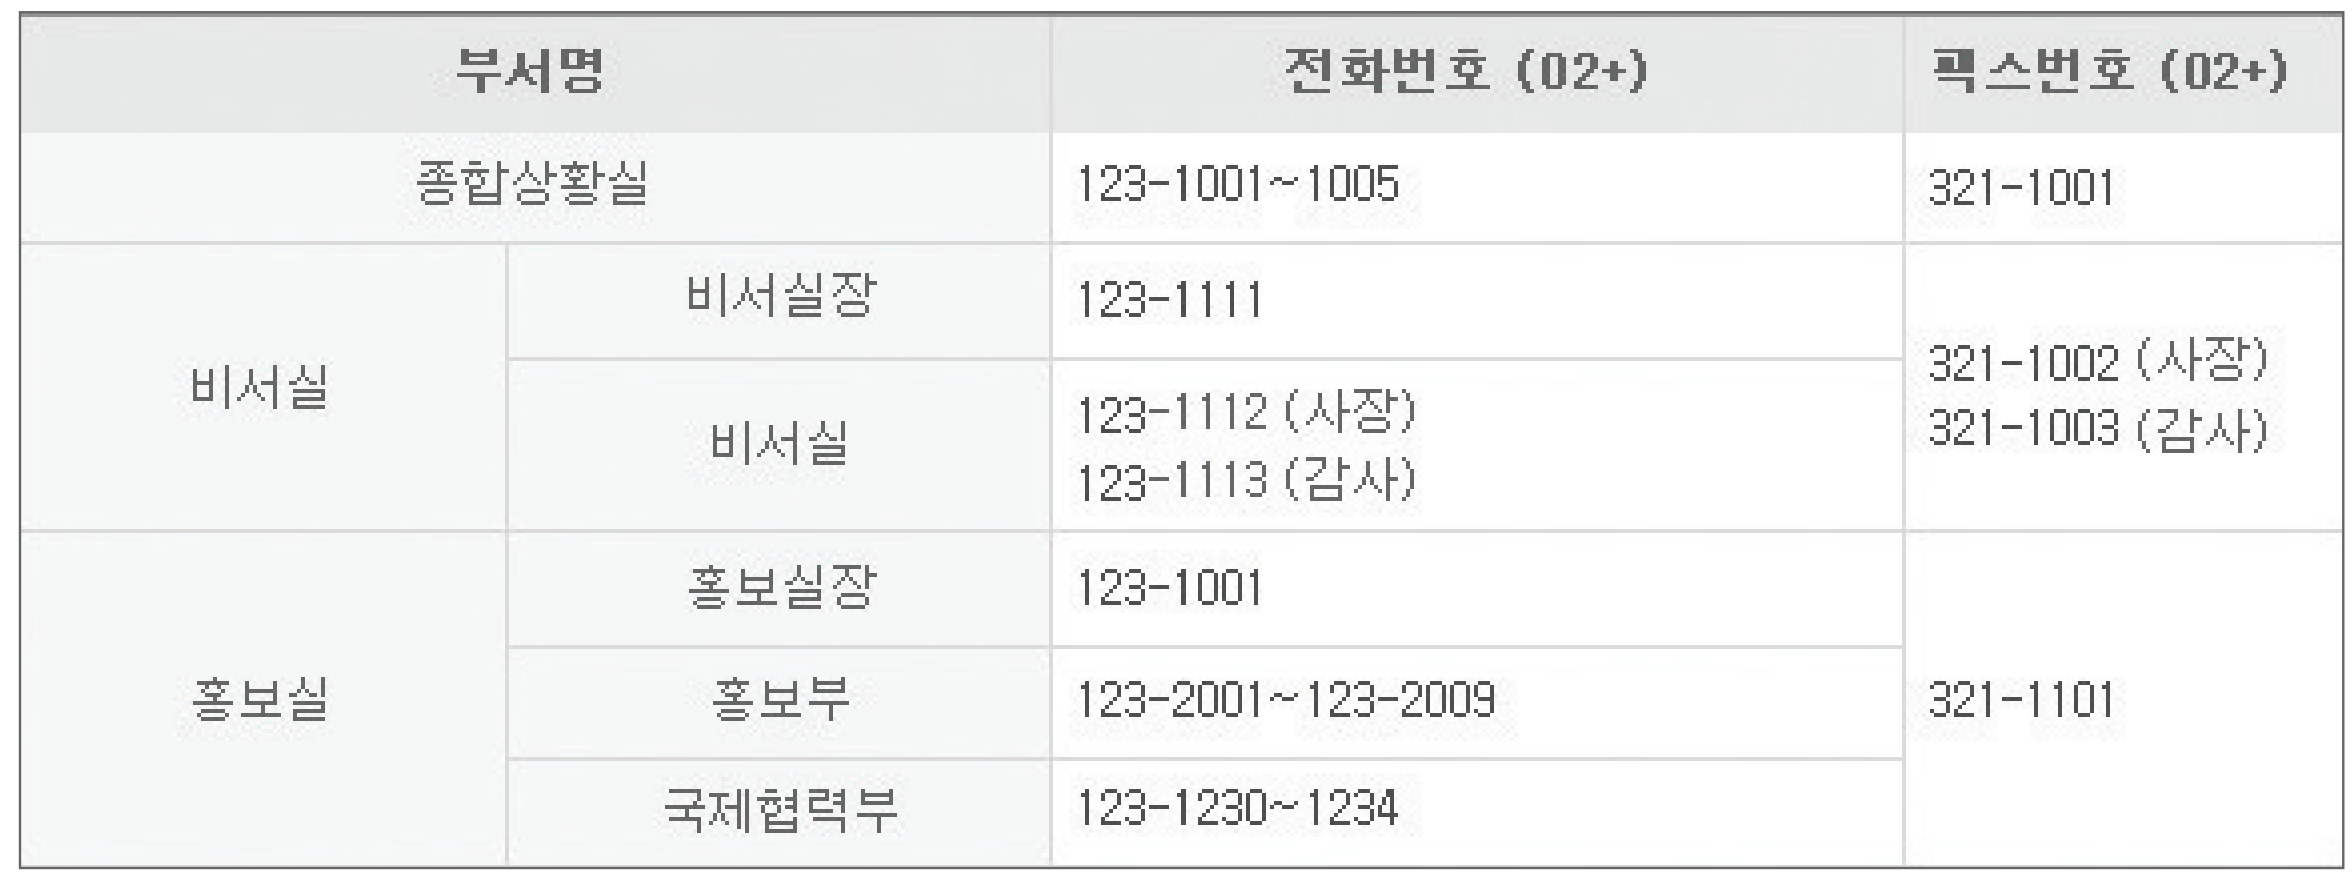 부서명 전화번호 (02+) 팩스번호 (02+)
종합상황실 123-1001~1005 321-1001
비서실 비서실장 123-1111
비서실 123-1112 (사장)
123-1113 (감사)
321-1002 (사장)
321-1003 (감사)
홍보실 홍보실장 123-1001
홍보부 123-2001~123-2009 321-1101
국제협력부 123-1230~1234